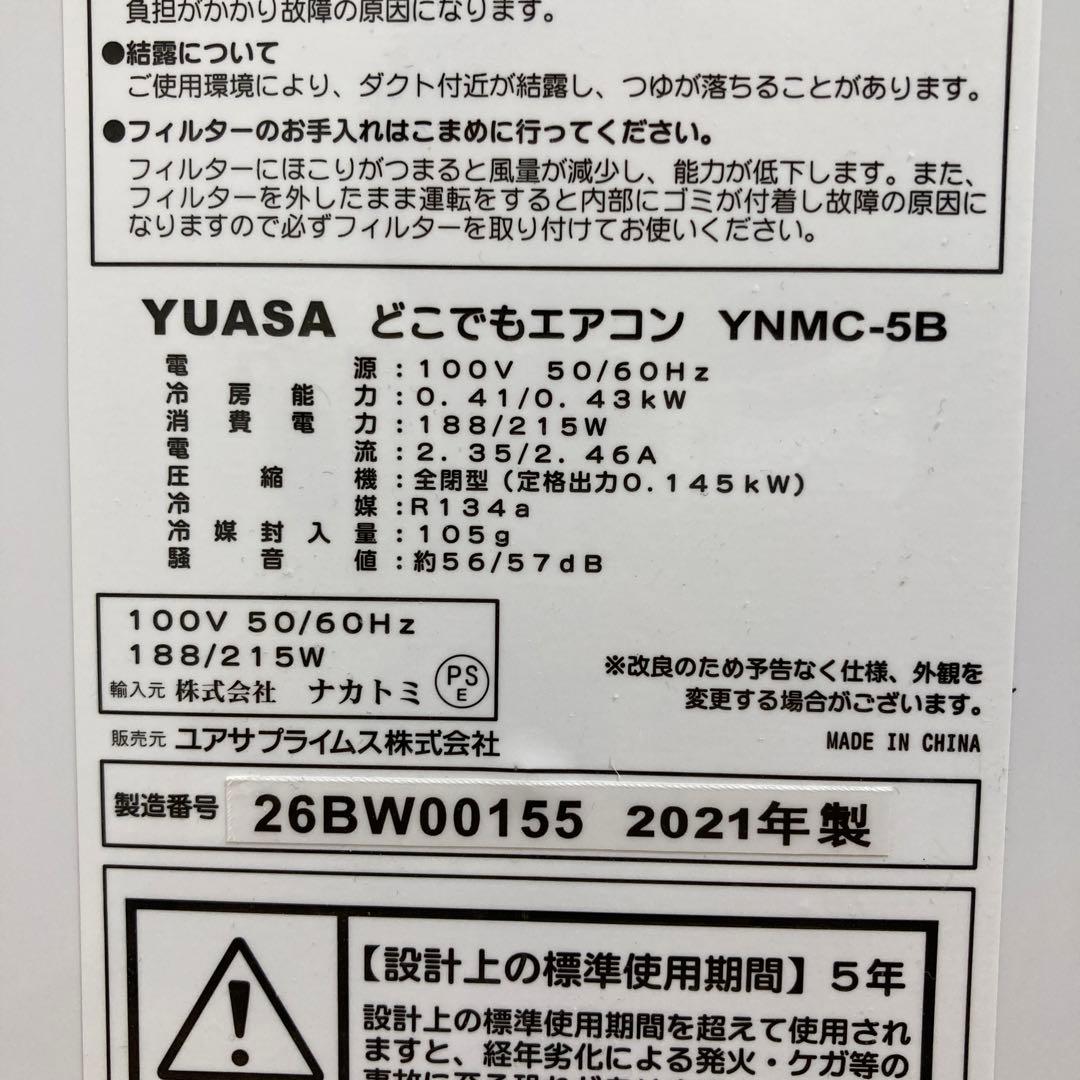 負担がかかり故障の原因になります。
●結露について
ご使用環境により、ダクト付近が結露し、つゆが落ちることがあります。
●フィルターのお手入れはこまめに行ってください。
フィルターにほこりがつまると風量が減少し、能力が低下します。また、
フィルターを外したまま運転をすると内部にゴミが付着し故障の原因に
なりますので必ずフィルターを取り付けてお使いください。
YUASA どこでもエアコン YNMC-5B
電源:100V 50/60Hz
冷房能力:0.41/0.43kW
消費電力:188/215W
電流:2.35/2.46A
圧縮機:全閉型(定格出力0.145kW)
冷媒:R134a
冷媒封入量:105g
騒音値:約56/57dB
100V 50/60Hz
188/215W
輸入元 株式会社 ナカトミ
PS
E
※改良のため予告なく仕様、外観を
変更する場合がございます。
販売元 ユアサプライムス株式会社
MADE IN CHINA
製造番号 26BW00155 2021年製
【設計上の標準使用期間】5年
設計上の標準使用期間を超えて使用され
ますと、経年劣化による発火・ケガ等の